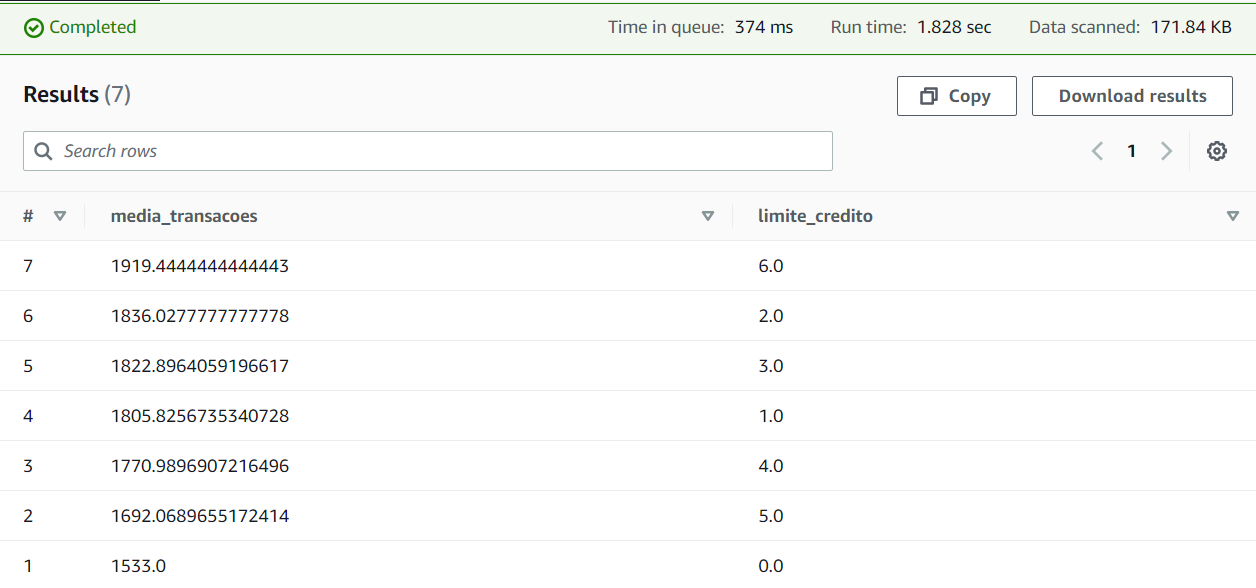 Completed Time in queue: 374 ms Run time: 1.828 sec Data scanned: 171.84 KB
Results (7) Copy Download results
Search rows 1
# media_transacoes limite_credito
7 1919.4444444444443 6.0
6 1836.0277777777778 2.0
5 1822.8964059196617 3.0
4 1805.8256735340728 1.0
3 1770.9896907216496 4.0
2 1692.0689655172414 5.0
1 1533.0 0.0